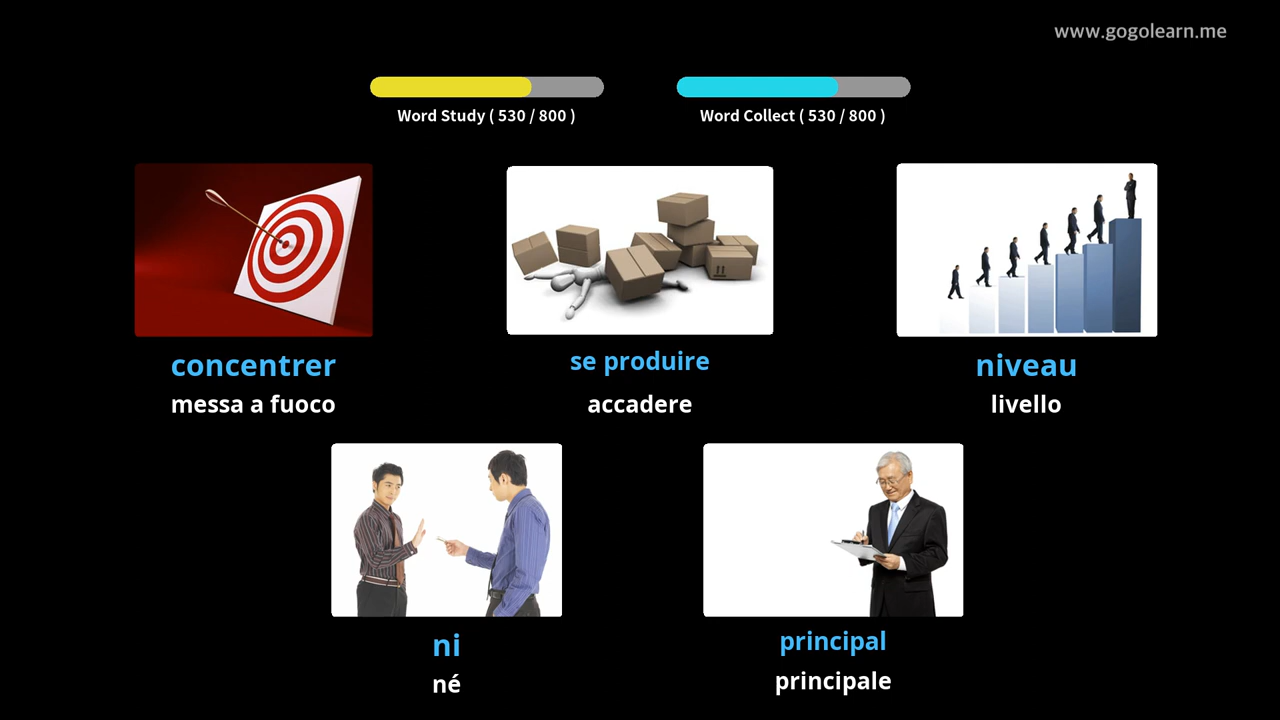 www.gogolearn.me
Word Study ( 530 / 800 )
Word Collect ( 530 / 800 )
concentrer
messa a fuoco
se produire
accadere
niveau
livello
ni
né
principal
principale